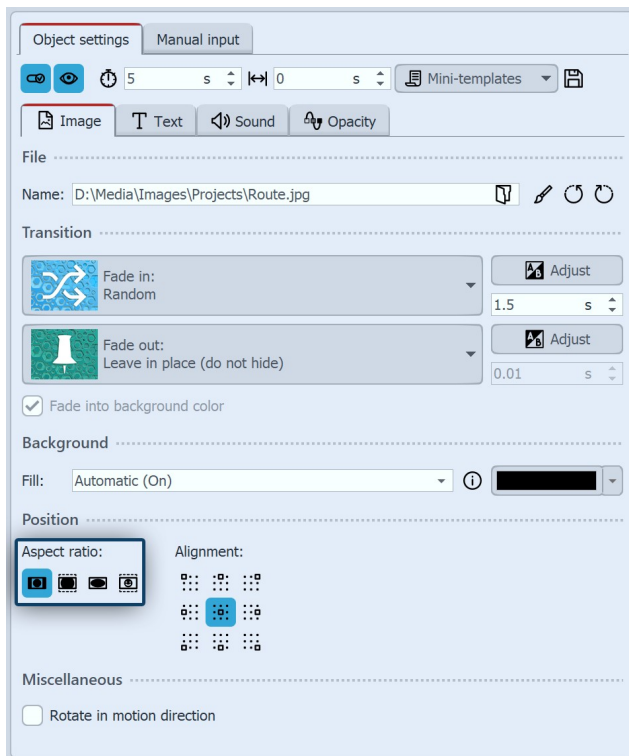 Object settings Manual input
5 s 0 s Mini-templates
Image Text Sound Opacity
File
Name: D:\Media\Images\Projects\Route.jpg
Transition
Fade in:
Random
Adjust
1.5 s
Fade out:
Leave in place (do not hide)
Adjust
0.01 s
Fade into background color
Background
Fill: Automatic (On)
Position
Aspect ratio: Alignment:
Miscellaneous
Rotate in motion direction